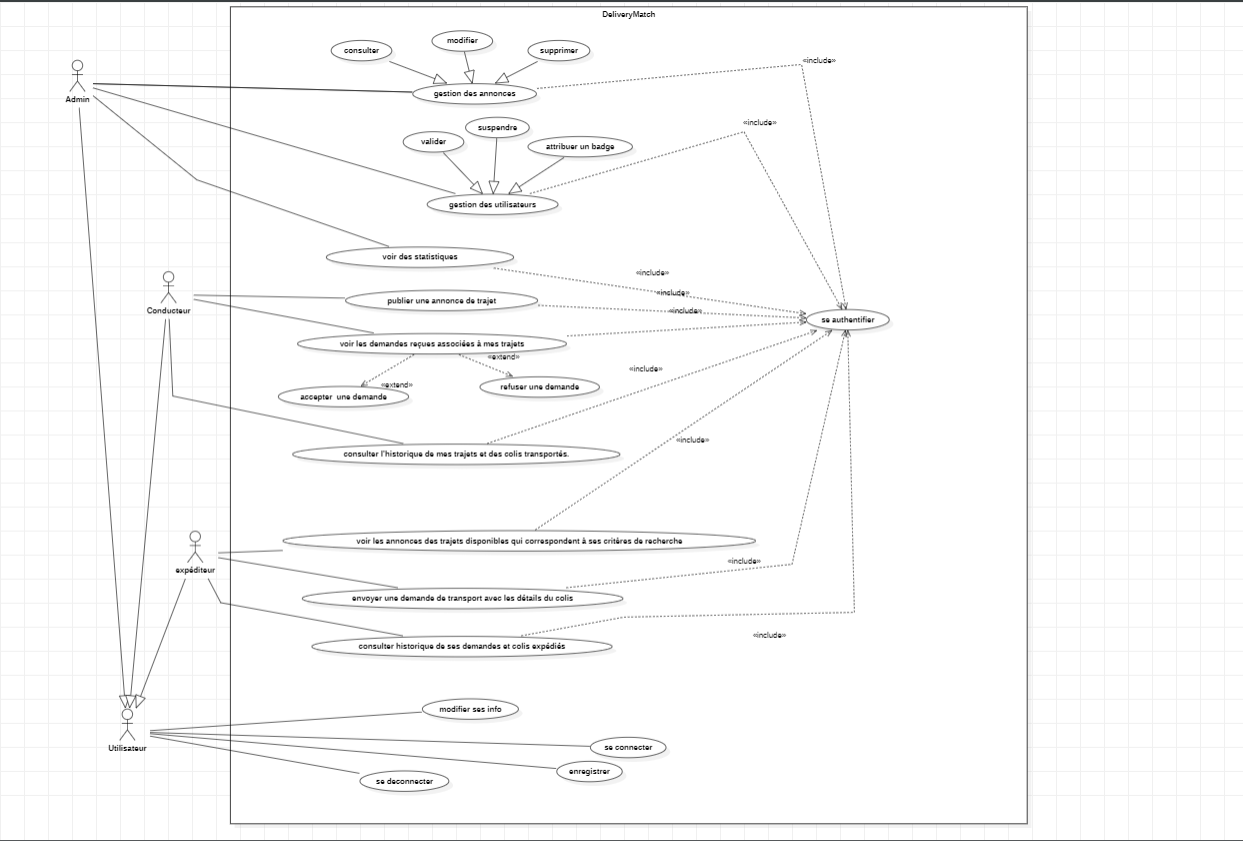 DeliveryMatch
consulter
modifier
supprimer
«include»
Admin
gestion des annonces
«include»
suspendre
valider
attribuer un badge
gestion des utilisateurs
voir des statistiques
«include»
«include»
publier une annonce de trajet
Conducteur
«include»
se authentifier
voir les demandes reçues associées à mes trajets
«extend»
«include»
«extend»
refuser une demande
accepter une demande
«include»
consulter l'historique de mes trajets et des colis transportés.
voir les annonces des trajets disponibles qui correspondent à ses critères de recherche
«include»
expéditeur
envoyer une demande de transport avec les détails du colis
«include»
consulter historique de ses demandes et colis expédiés
modifier ses info
Utilisateur
se connecter
enregistrer
se deconnecter